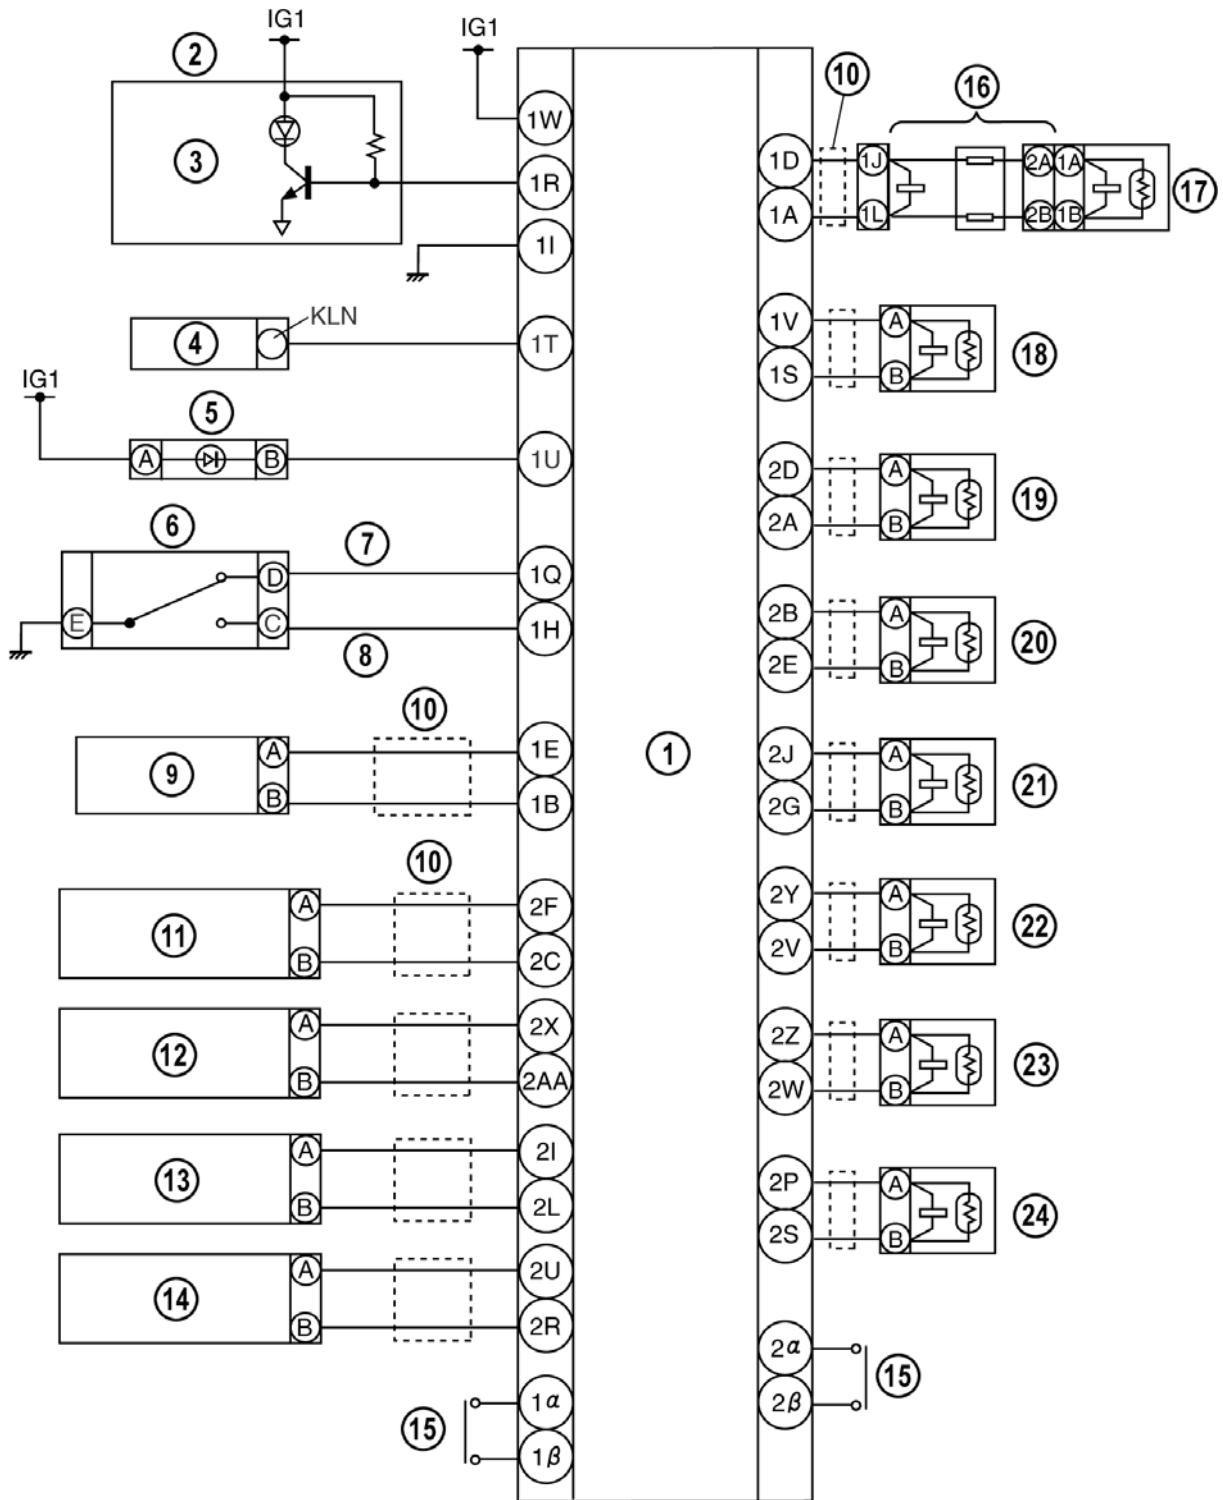 IG1
IG1
2
3
1W
1R
1I
4
KLN
1T
IG1
5
A
B
1U
6
7
E
D
C
1Q
1H
8
9
A
B
10
1E
1B
11
A
B
10
2F
2C
12
A
B
2X
2AA
13
A
B
2I
2L
14
A
B
2U
2R
15
1α
1β
1
10
16
1D
1A
1J
1L
2A
1A
2B
1B
17
1V
1S
A
B
18
2D
2A
A
B
19
2B
2E
A
B
20
2J
2G
A
B
21
2Y
2V
A
B
22
2Z
2W
A
B
23
2P
2S
A
B
24
2α
2β
15